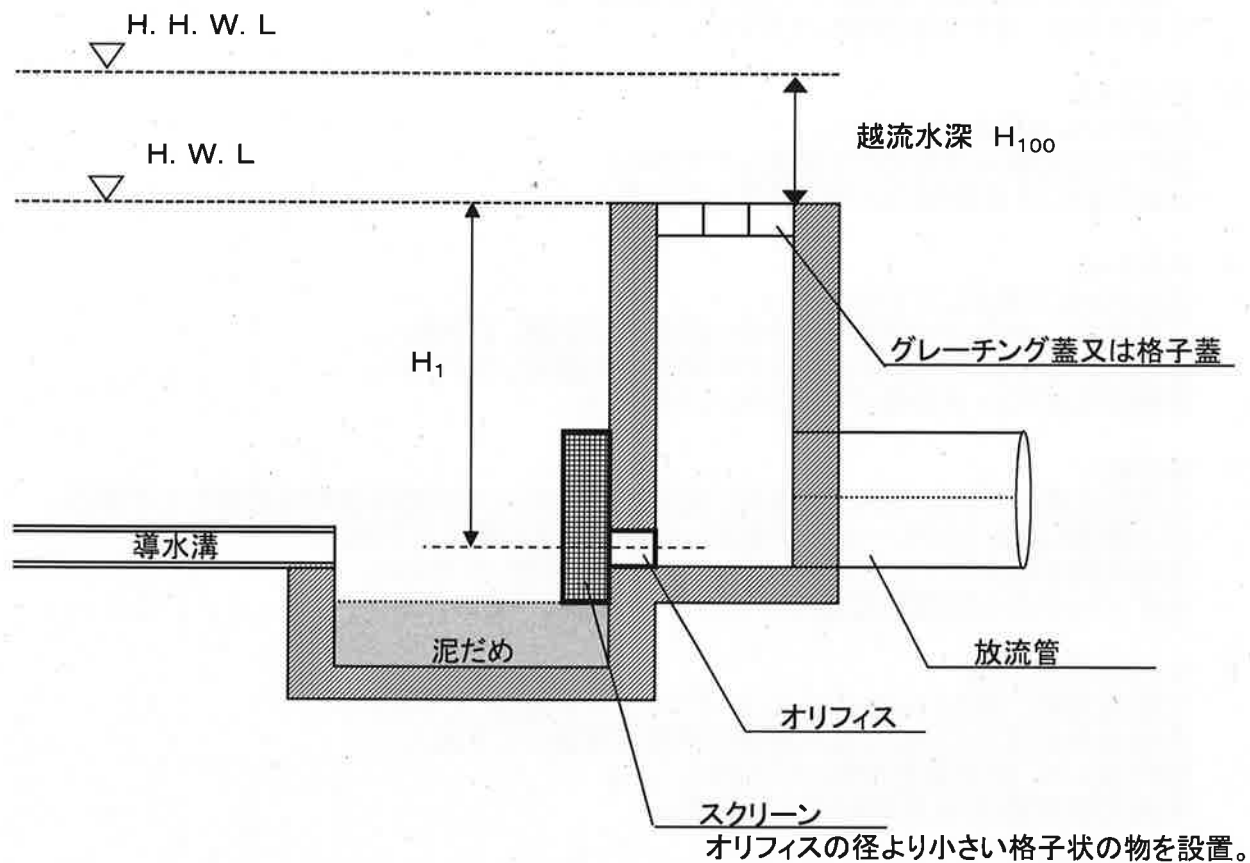 H. H. W. L
越流水深 H₁₀₀
H. W. L
H₁
グレーチング蓋又は格子蓋
導水溝
泥だめ
放流管
オリフィス
スクリーン
オリフィスの径より小さい格子状の物を設置。